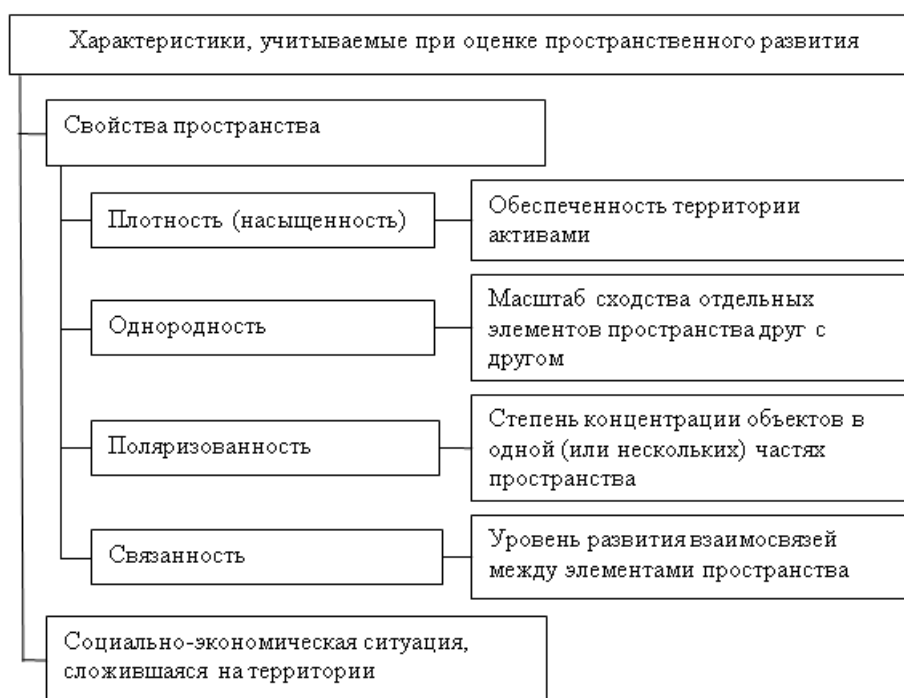 Характеристики, учитываемые при оценке пространственного развития
Свойства пространства
Плотность (насыщенность)
Обеспеченность территории
активами
Однородность
Масштаб сходства отдельных
элементов пространства друг с
другом
Поляризованность
Степень концентрации объектов в
одной (или нескольких) частях
пространства
Связанность
Уровень развития взаимосвязей
между элементами пространства
Социально-экономическая ситуация,
сложившаяся на территории